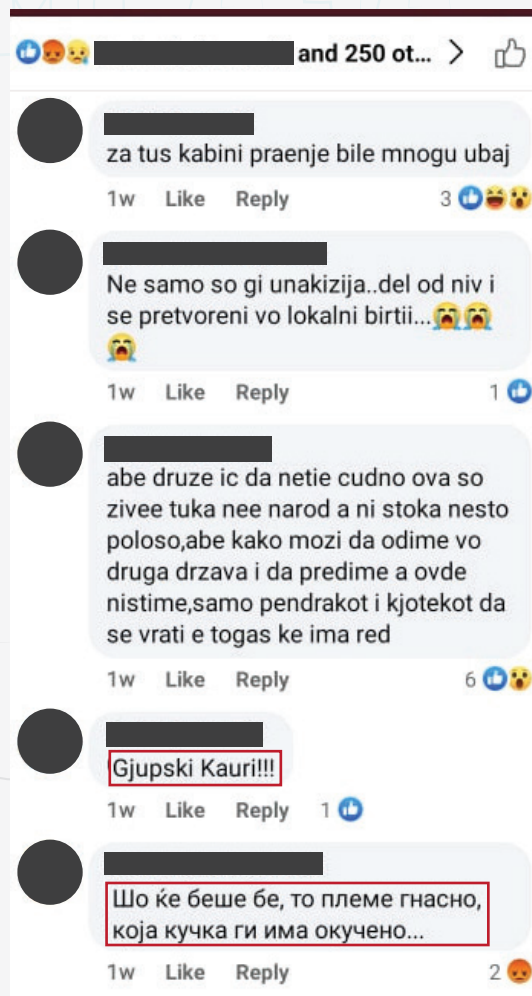 and 250 ot...
za tus kabini praenje bile mnogu ubaj
1w Like Reply 3
Ne samo so gi unakizija..del od niv i
se pretvoreni vo lokalni birtii...
1w Like Reply 1
abe druze ic da netie cudno ova so
zivee tuka nee narod a ni stoka nesto
poloso,abe kako mozi da odime vo
druga drzava i da predime a ovde
nistime,samo pendrakot i kjotekot da
se vrati e togas ke ima red
1w Like Reply 6
Gjupski Kauri!!!
1w Like Reply 1
Шо ќе беше бе, то племе гнасно,
која кучка ги има окучено...
1w Like Reply 2